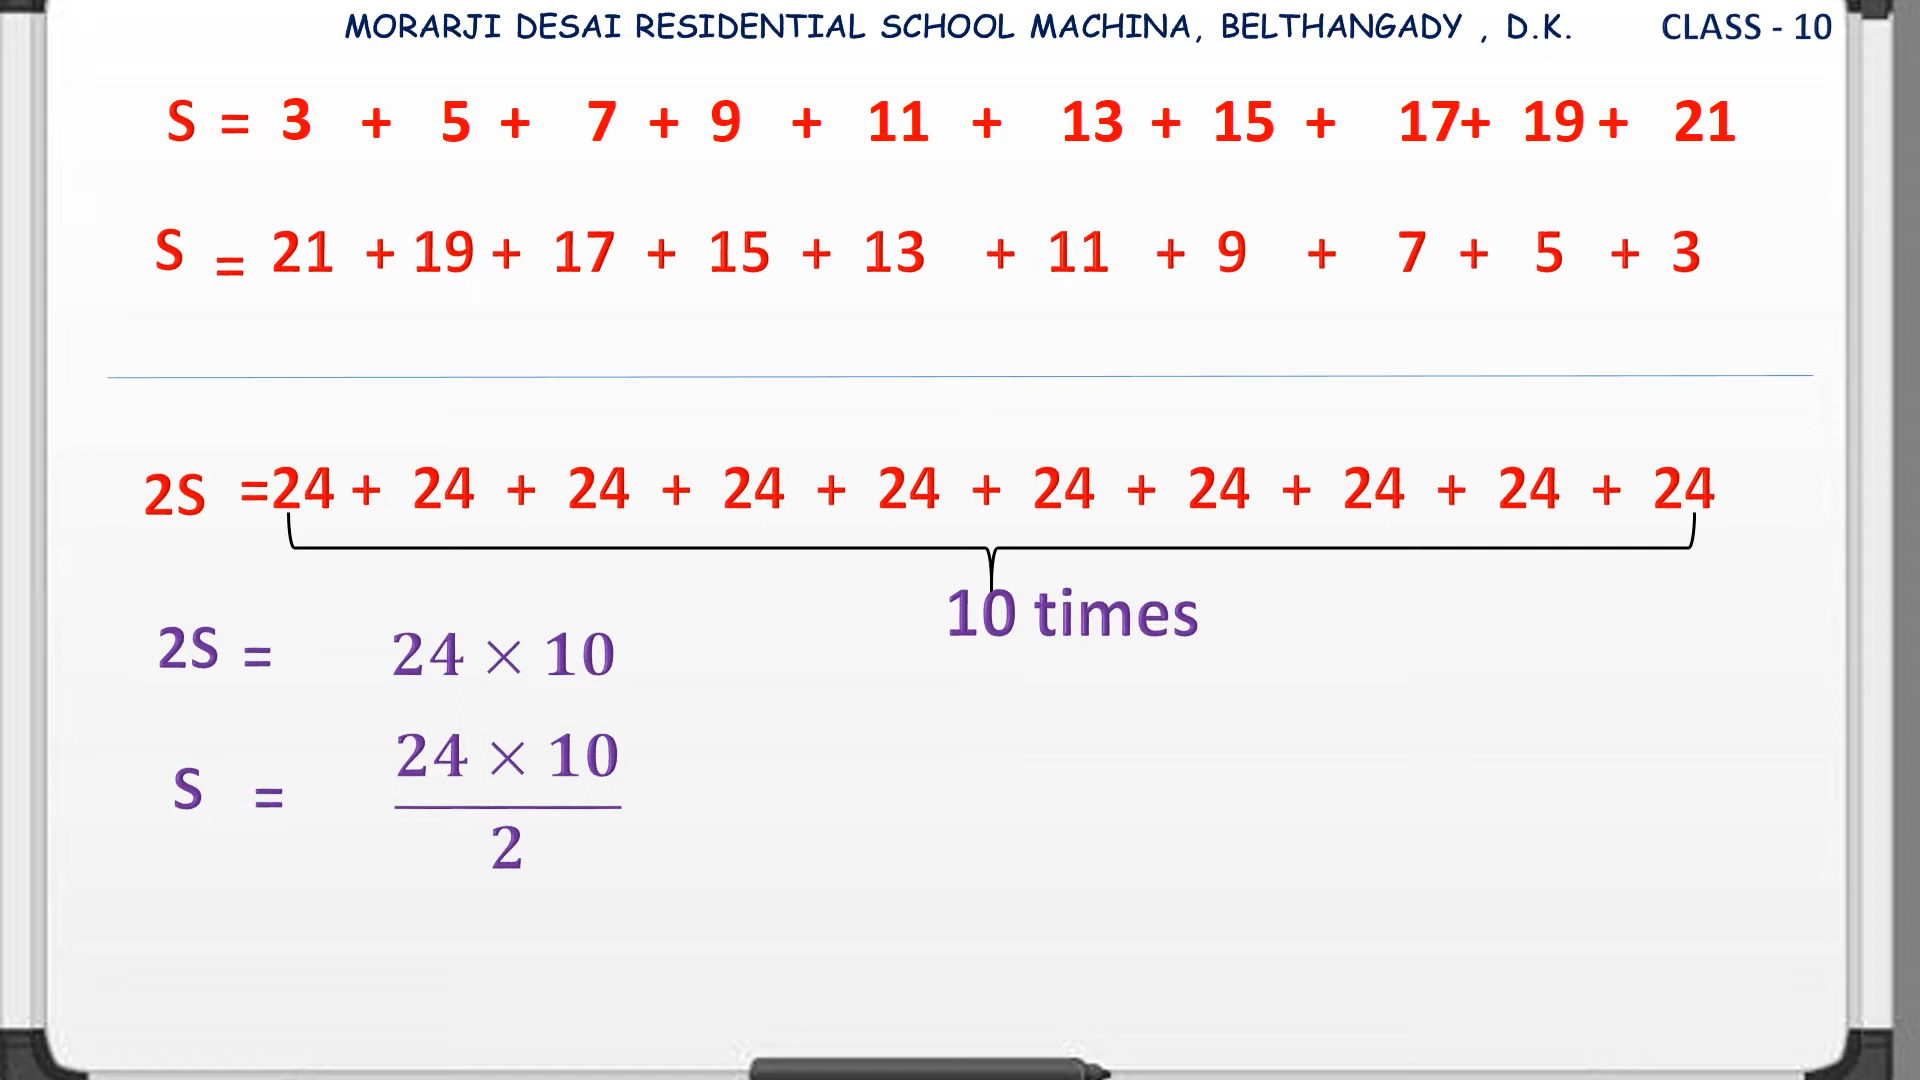 MORARJI DESAI RESIDENTIAL SCHOOL MACHINA, BELTHANGADY , D.K. CLASS - 10
S = 3 + 5 + 7 + 9 + 11 + 13 + 15 + 17+ 19 + 21
S = 21 + 19 + 17 + 15 + 13 + 11 + 9 + 7 + 5 + 3
2S =24 + 24 + 24 + 24 + 24 + 24 + 24 + 24 + 24 + 24
10 times
2S = 24 × 10
24 × 10
S =
2